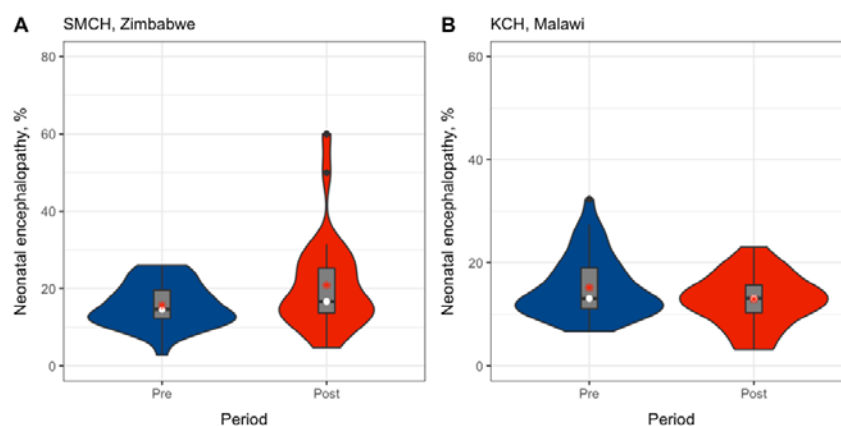 A SMCH, Zimbabwe
80
60
40
20
0
Neonatal encephalopathy, %
Pre Post
Period
B KCH, Malawi
60
40
20
0
Neonatal encephalopathy, %
Pre Post
Period